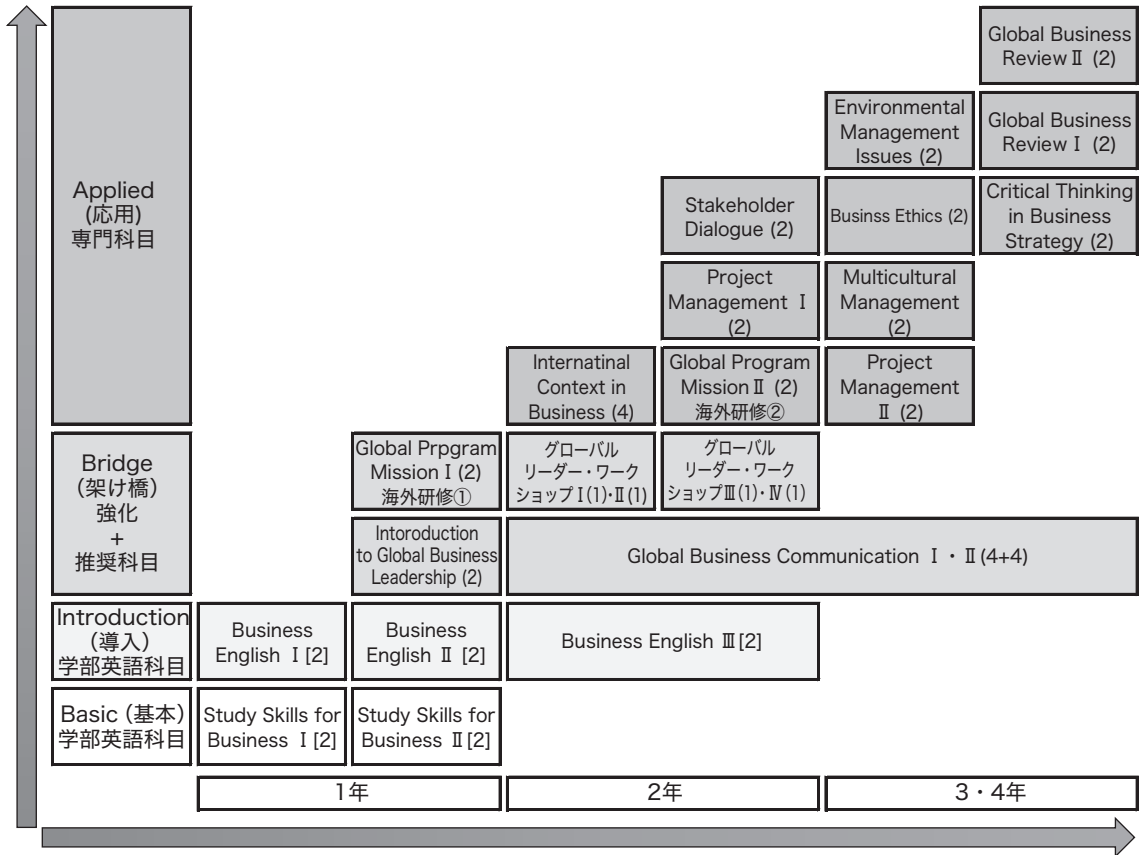 Global Business
Review Ⅱ (2)
Environmental
Management
Issues (2)
Global Business
Review Ⅰ (2)
Applied
(応用)
専門科目
Stakeholder
Dialogue (2)
Businss Ethics (2)
Critical Thinking
in Business
Strategy (2)
Project
Management Ⅰ
(2)
Multicultural
Management
(2)
Internatinal
Context in
Business (4)
Global Program
Mission Ⅱ (2)
海外研修②
Project
Management
Ⅱ (2)
Bridge
(架け橋)
強化
+
推奨科目
Global Prpgram
Mission Ⅰ (2)
海外研修①
グローバル
リーダー・ワーク
ショップⅠ(1)・Ⅱ(1)
グローバル
リーダー・ワーク
ショップⅢ(1)・Ⅳ(1)
Intoroduction
to Global Business
Leadership (2)
Global Business Communication Ⅰ・Ⅱ(4+4)
Introduction
(導入)
学部英語科目
Business
English Ⅰ [2]
Business
English Ⅱ [2]
Business English Ⅲ[2]
Basic (基本)
学部英語科目
Study Skills for
Business Ⅰ[2]
Study Skills for
Business Ⅱ[2]
1年
2年
3・4年